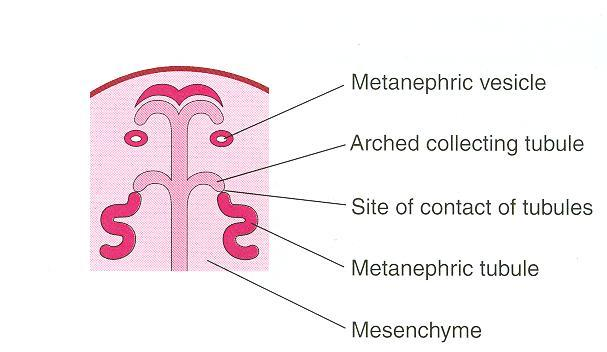 Metanephric vesicle
Arched collecting tubule
Site of contact of tubules
Metanephric tubule
Mesenchyme